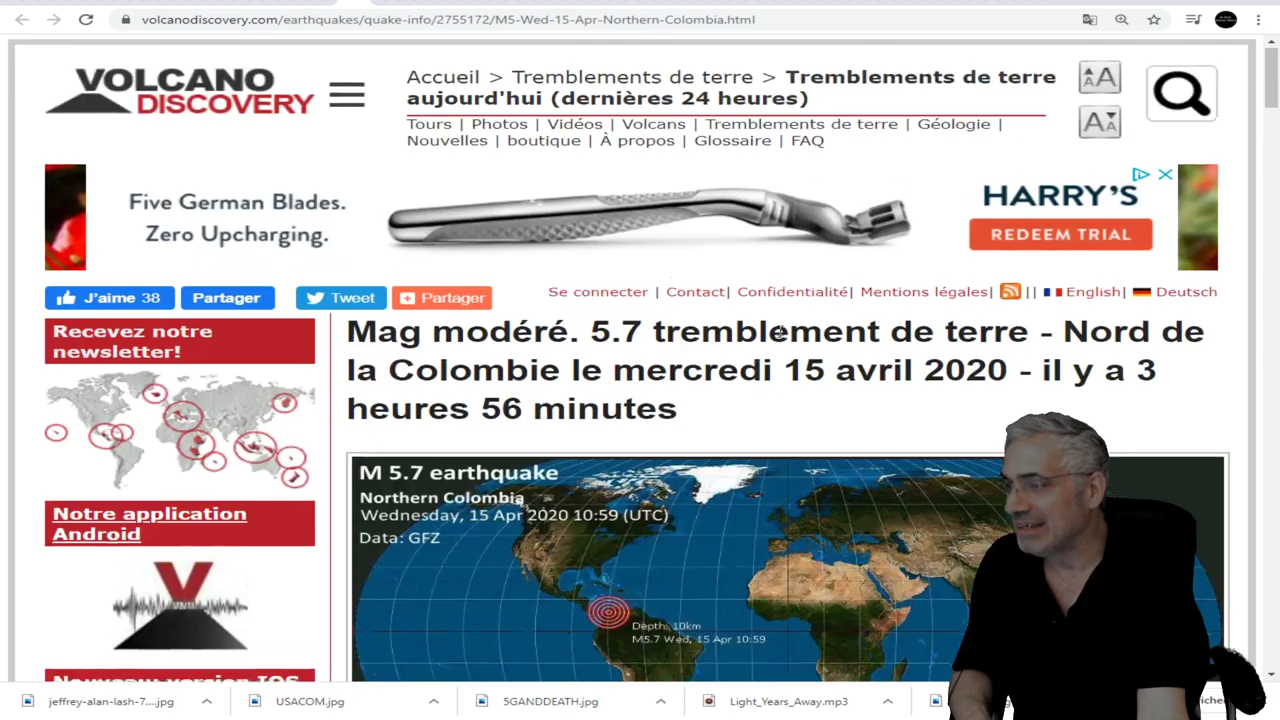 volcanodiscovery.com/earthquakes/quake-info/2755172/M5-Wed-15-Apr-Northern-Colombia.html
VOLCANO
DISCOVERY
Accueil > Tremblements de terre > Tremblements de terre
aujourd'hui (dernières 24 heures)
Tours | Photos | Vidéos | Volcans | Tremblements de terre | Géologie |
Nouvelles | boutique | À propos | Glossaire | FAQ
AA
AA
Five German Blades.
Zero Upcharging.
HARRY'S
REDEEM TRIAL
J'aime 38
Partager
Tweet
Partager
Se connecter | Contact| Confidentialité| Mentions légales| || English| Deutsch
Recevez notre
newsletter!
Mag modéré. 5.7 tremblement de terre - Nord de
la Colombie le mercredi 15 avril 2020 - il y a 3
heures 56 minutes
Notre application
Android
V
Nouveau: version IOS
M 5.7 earthquake
Northern Colombia
Wednesday, 15 Apr 2020 10:59 (UTC)
Data: GFZ
Depth: 10km
M5.7 Wed, 15 Apr 10:59
jeffrey-alan-lash-7....jpg
USACOM.jpg
5GANDDEATH.jpg
Light_Years_Away.mp3